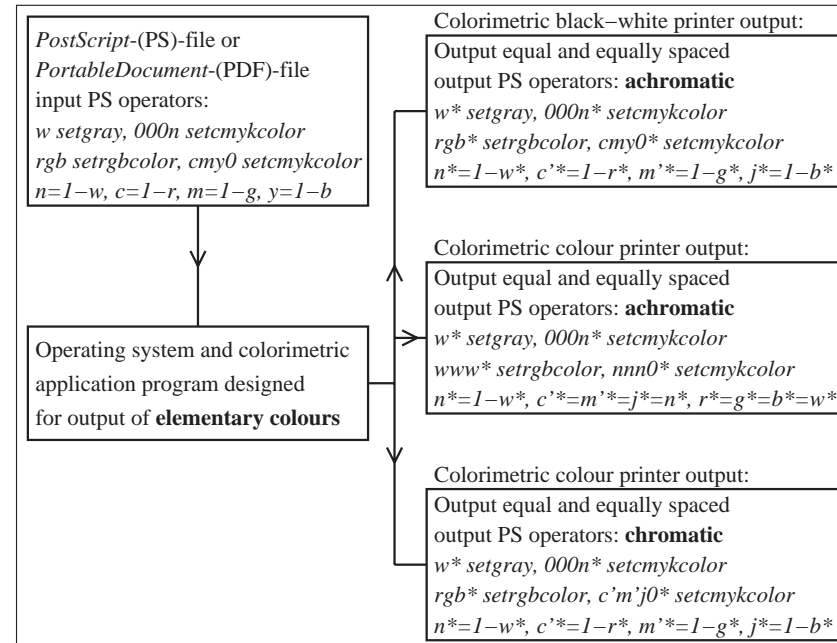 PostScript-(PS)-file or
PortableDocument-(PDF)-file
input PS operators:
w setgray, 000n setcmykcolor
rgb setrgbcolor, cmy0 setcmykcolor
n=1−w, c=1−r, m=1−g, y=1−b
Operating system and colorimetric
application program designed
for output of elementary colours
Colorimetric black−white printer output:
Output equal and equally spaced
output PS operators: achromatic
w* setgray, 000n* setcmykcolor
rgb* setrgbcolor, cmy0* setcmykcolor
n*=1−w*, c’*=1−r*, m’*=1−g*, j*=1−b*
Colorimetric colour printer output:
Output equal and equally spaced
output PS operators: achromatic
w* setgray, 000n* setcmykcolor
www* setrgbcolor, nnn0* setcmykcolor
n*=1−w*, c’*=m’*=j*=n*, r*=g*=b*=w*
Colorimetric colour printer output:
Output equal and equally spaced
output PS operators: chromatic
w* setgray, 000n* setcmykcolor
rgb* setrgbcolor, c'm'j0* setcmykcolor
n*=1−w*, c’*=1−r*, m’*=1−g*, j*=1−b*